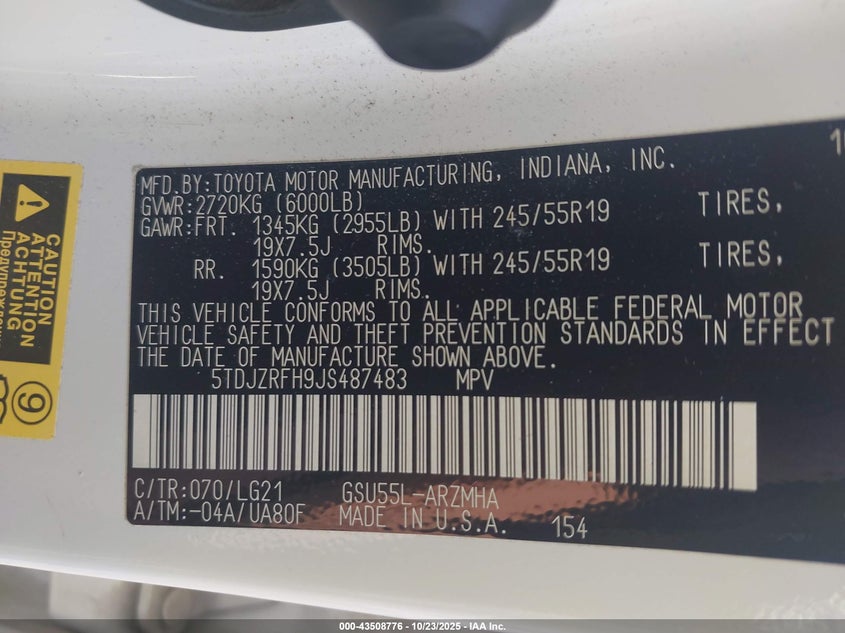 MFD.BY:TOYOTA MOTOR MANUFACTURING, INDIANA, INC.
GVWR:2720KG (6000LB)
GAWR:FRT. 1345KG (2955LB) WITH 245/55R19 TIRES,
19X7.5J RIMS.
RR. 1590KG (3505LB) WITH 245/55R19 TIRES,
19X7.5J RIMS.
THIS VEHICLE CONFORMS TO ALL APPLICABLE FEDERAL MOTOR
VEHICLE SAFETY AND THEFT PREVENTION STANDARDS IN EFFECT
THE DATE OF MANUFACTURE SHOWN ABOVE.
5TDJZRFH9JS487483 MPV
C/TR:070/LG21 GSU55L-ARZMHA
A/TM:-04A/UA80F MADE IN U.S.A. 154
CAUTION
ATTENTION
ACHTUNG
9
000-43508776 - 10/23/2025 - IAA Inc.